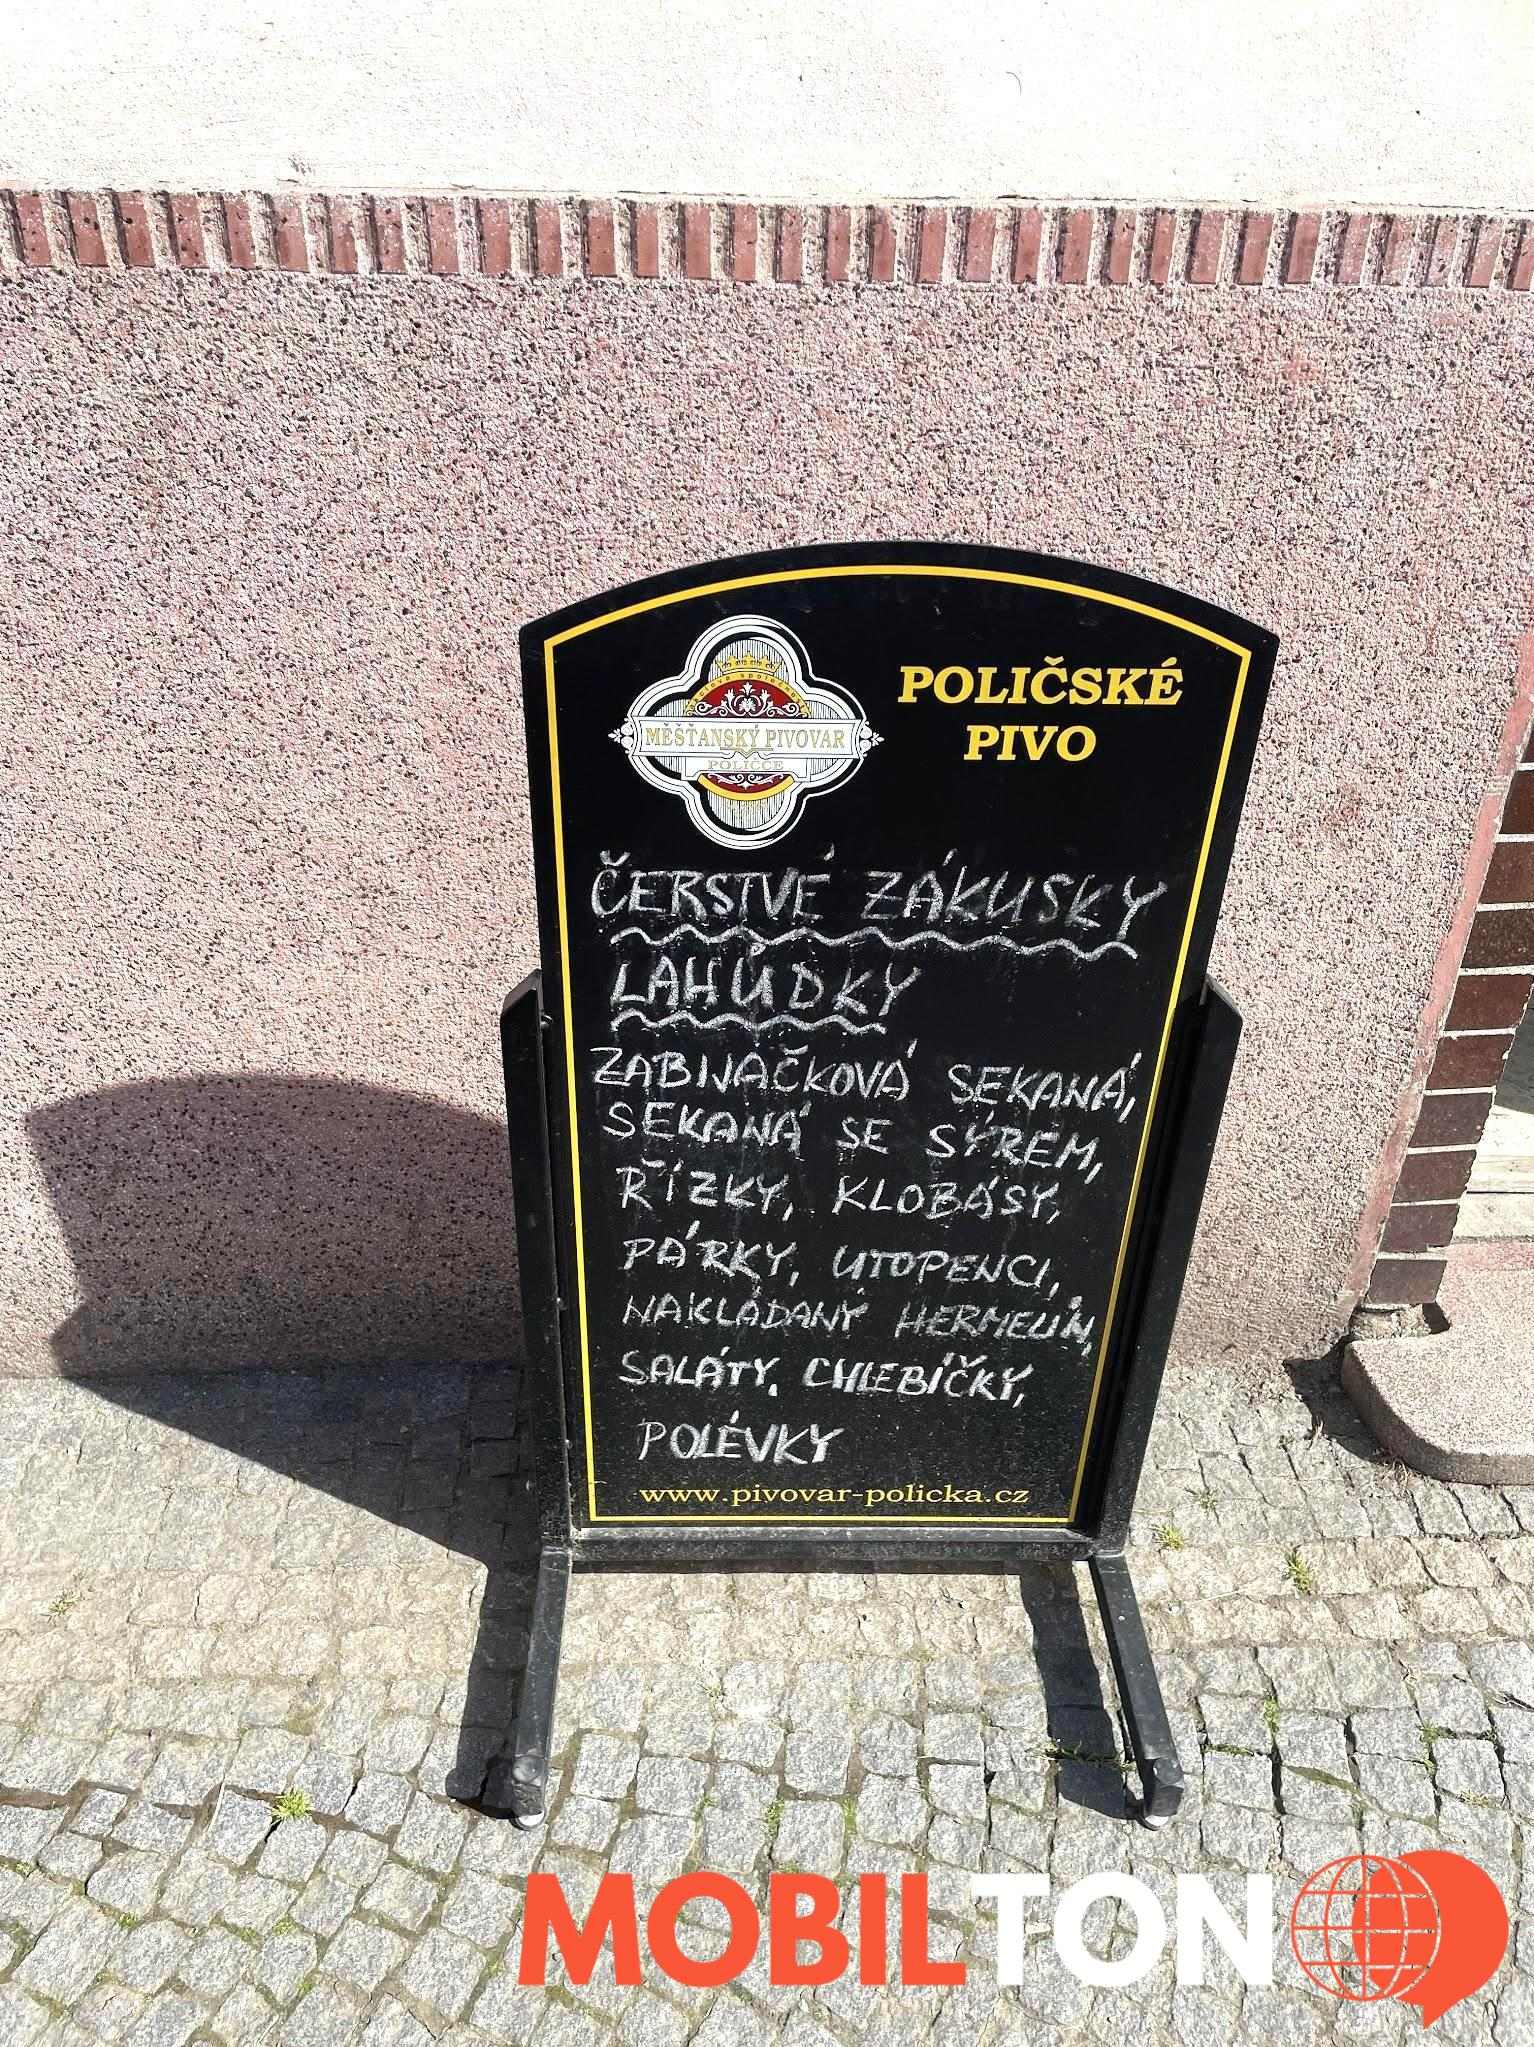 POLIČSKÉ
PIVO
MĚŠŤANSKÝ PIVOVAR
POLIČCE
ČERSTVÉ ZÁKUSKY
LAHŮDKY
ZABIJAČKOVÁ SEKANÁ,
SEKANÁ SE SÝREM,
ŘÍZKY, KLOBÁSY,
PÁRKY, UTOPENCI,
NAKLÁDANÝ HERMELÍN,
SALÁTY, CHLEBÍČKY,
POLÉVKY
www.pivovar-policka.cz
MOBILTON